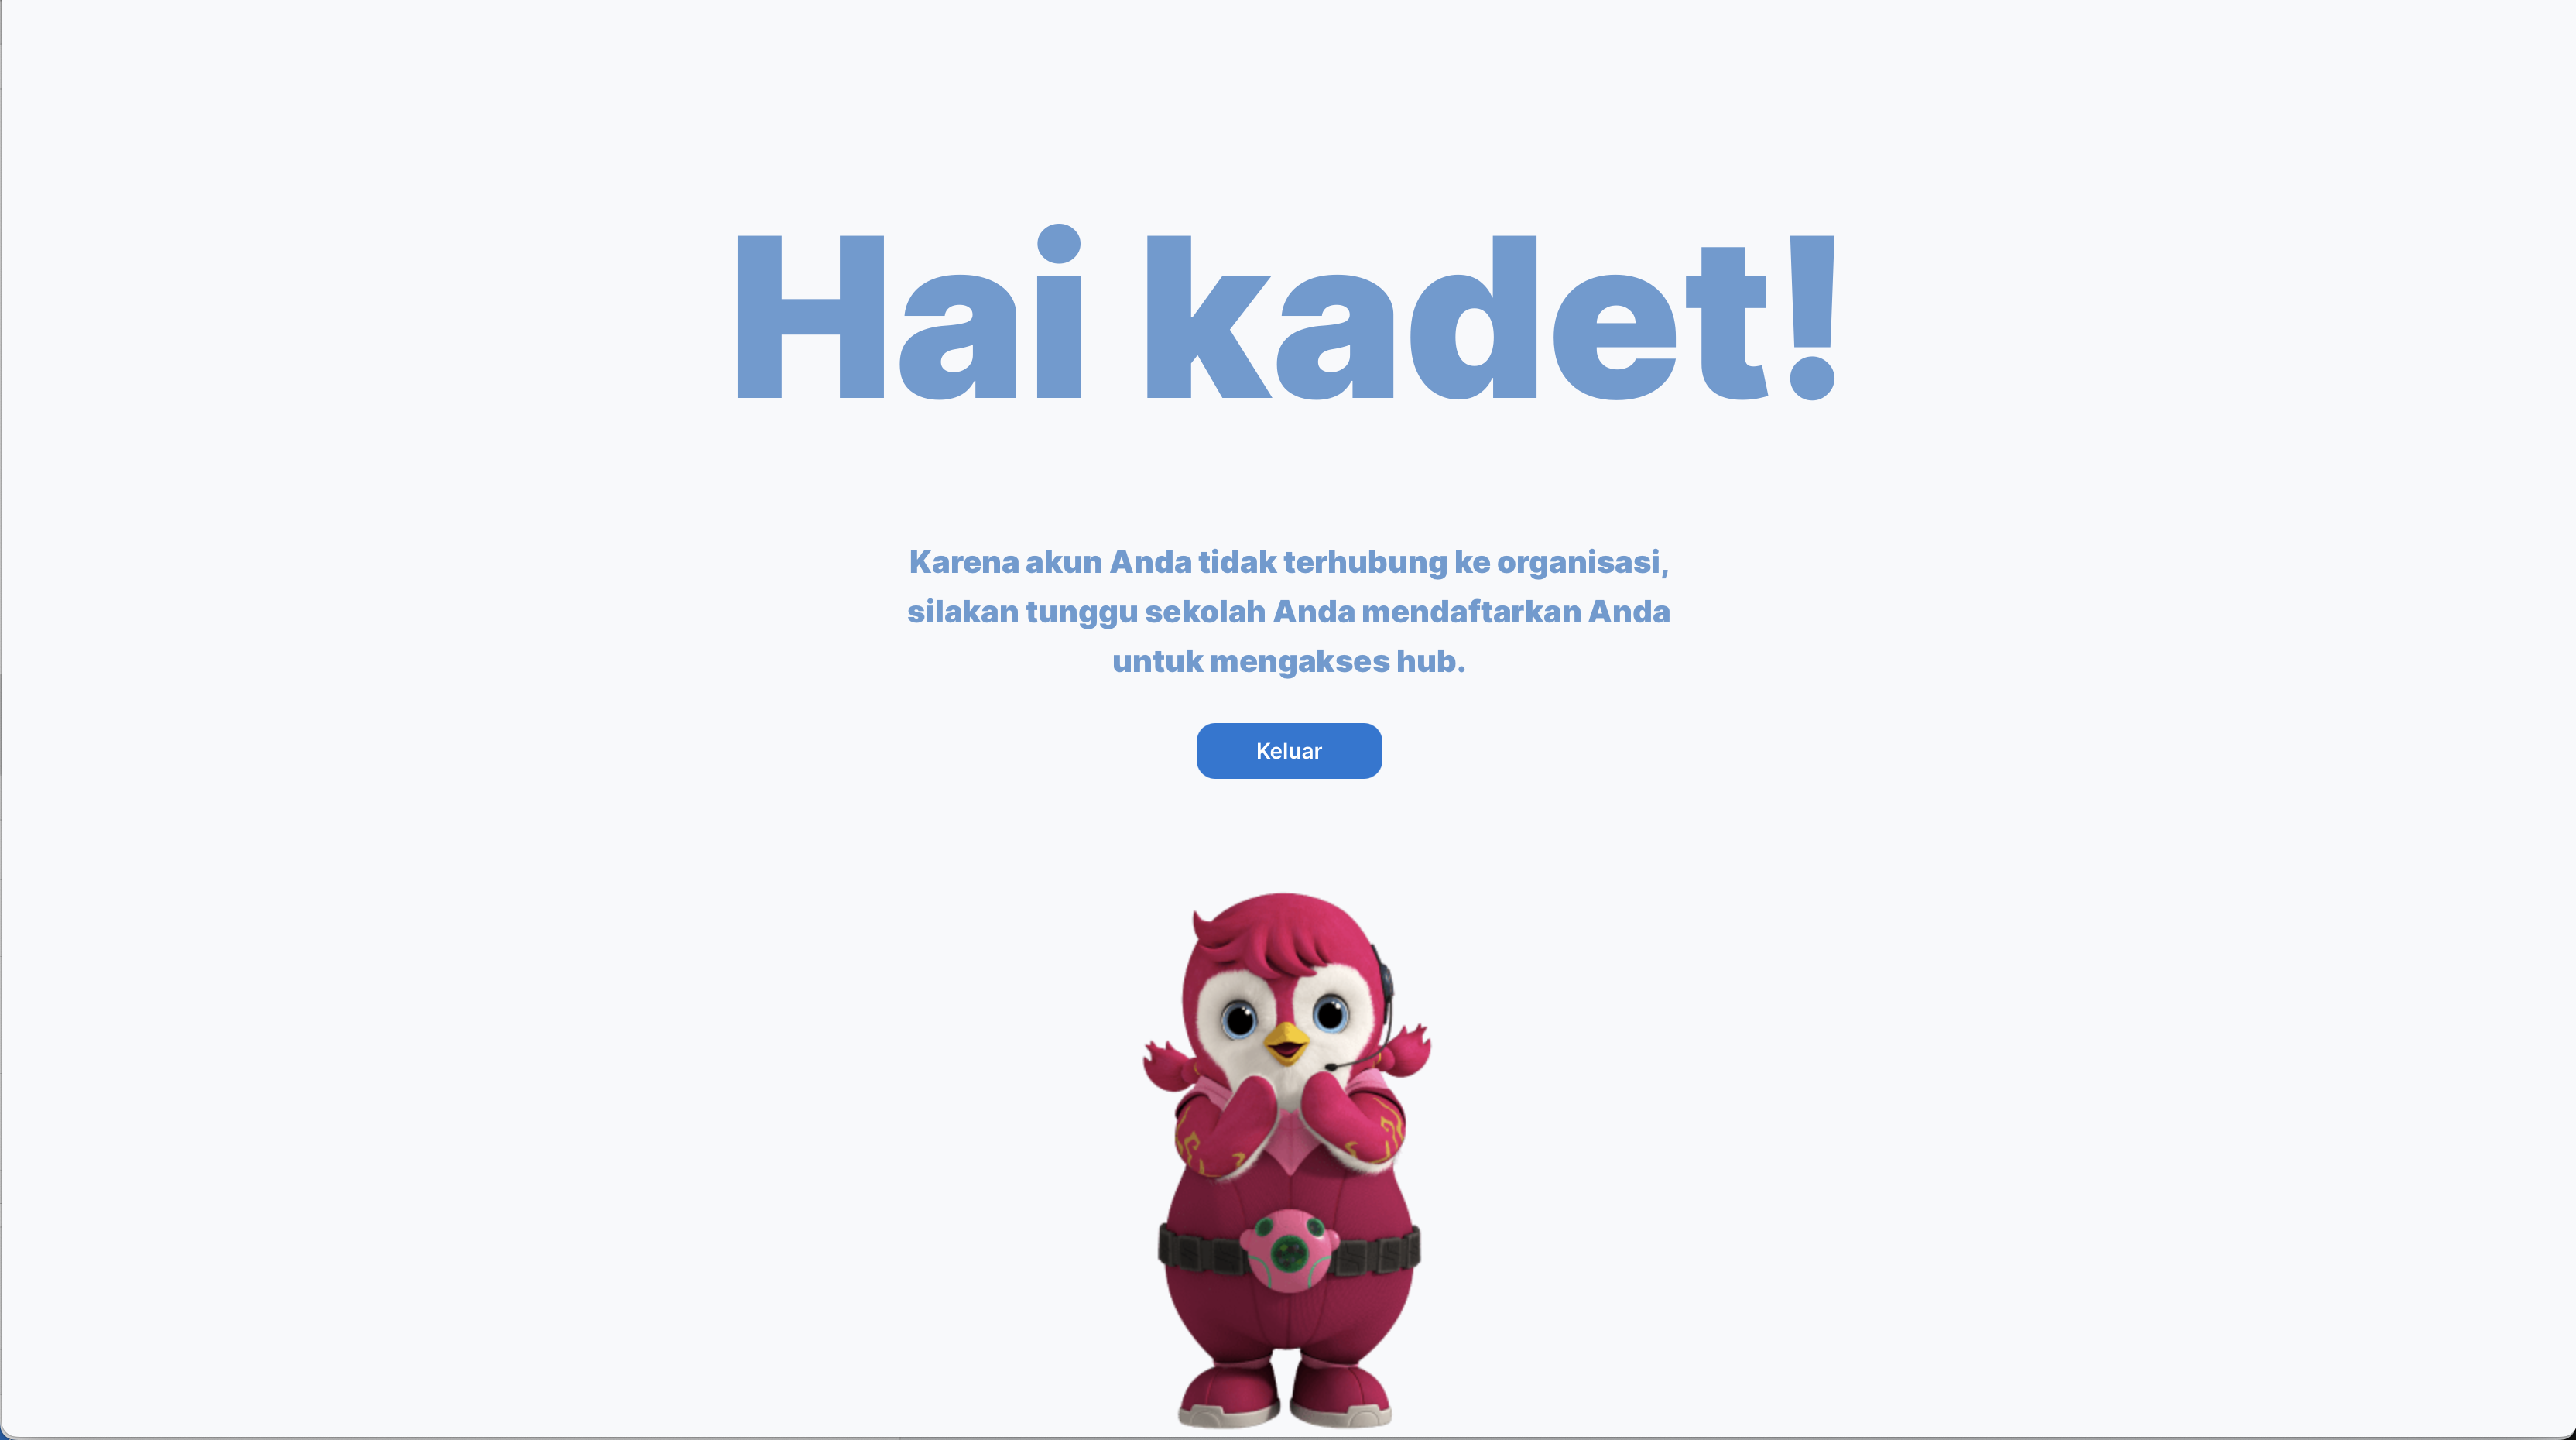 Hai kadet!
Karena akun Anda tidak terhubung ke organisasi,
silakan tunggu sekolah Anda mendaftarkan Anda
untuk mengakses hub.
Keluar